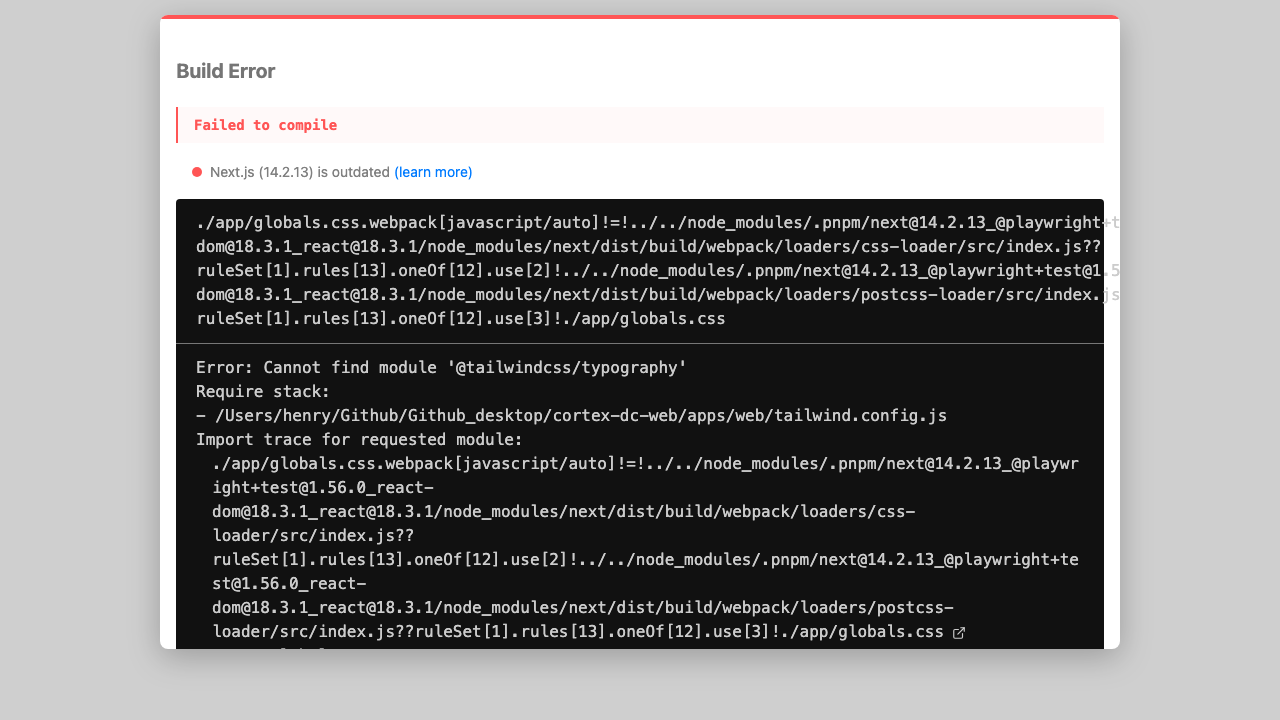 Build Error
Failed to compile
Next.js (14.2.13) is outdated (learn more)
./app/globals.css.webpack[javascript/auto]!=!../../node_modules/.pnpm/next@14.2.13_@playwright+t
dom@18.3.1_react@18.3.1/node_modules/next/dist/build/webpack/loaders/css-loader/src/index.js??
ruleSet[1].rules[13].oneOf[12].use[2]!../../node_modules/.pnpm/next@14.2.13_@playwright+test@1.5
dom@18.3.1_react@18.3.1/node_modules/next/dist/build/webpack/loaders/postcss-loader/src/index.js
ruleSet[1].rules[13].oneOf[12].use[3]!./app/globals.css
Error: Cannot find module '@tailwindcss/typography'
Require stack:
- /Users/henry/Github/Github_desktop/cortex-dc-web/apps/web/tailwind.config.js
Import trace for requested module:
./app/globals.css.webpack[javascript/auto]!=!../../node_modules/.pnpm/next@14.2.13_@playwr
ight+test@1.56.0_react-
dom@18.3.1_react@18.3.1/node_modules/next/dist/build/webpack/loaders/css-
loader/src/index.js??
ruleSet[1].rules[13].oneOf[12].use[2]!../../node_modules/.pnpm/next@14.2.13_@playwright+te
st@1.56.0_react-
dom@18.3.1_react@18.3.1/node_modules/next/dist/build/webpack/loaders/postcss-
loader/src/index.js??ruleSet[1].rules[13].oneOf[12].use[3]!./app/globals.css